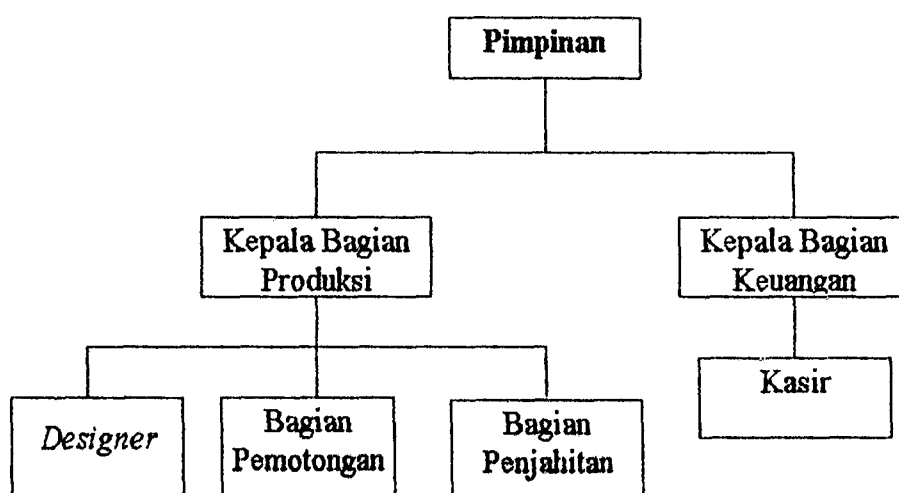 Pimpinan
Kepala Bagian
Produksi
Kepala Bagian
Keuangan
Designer
Bagian
Pemotongan
Bagian
Penjahitan
Kasir